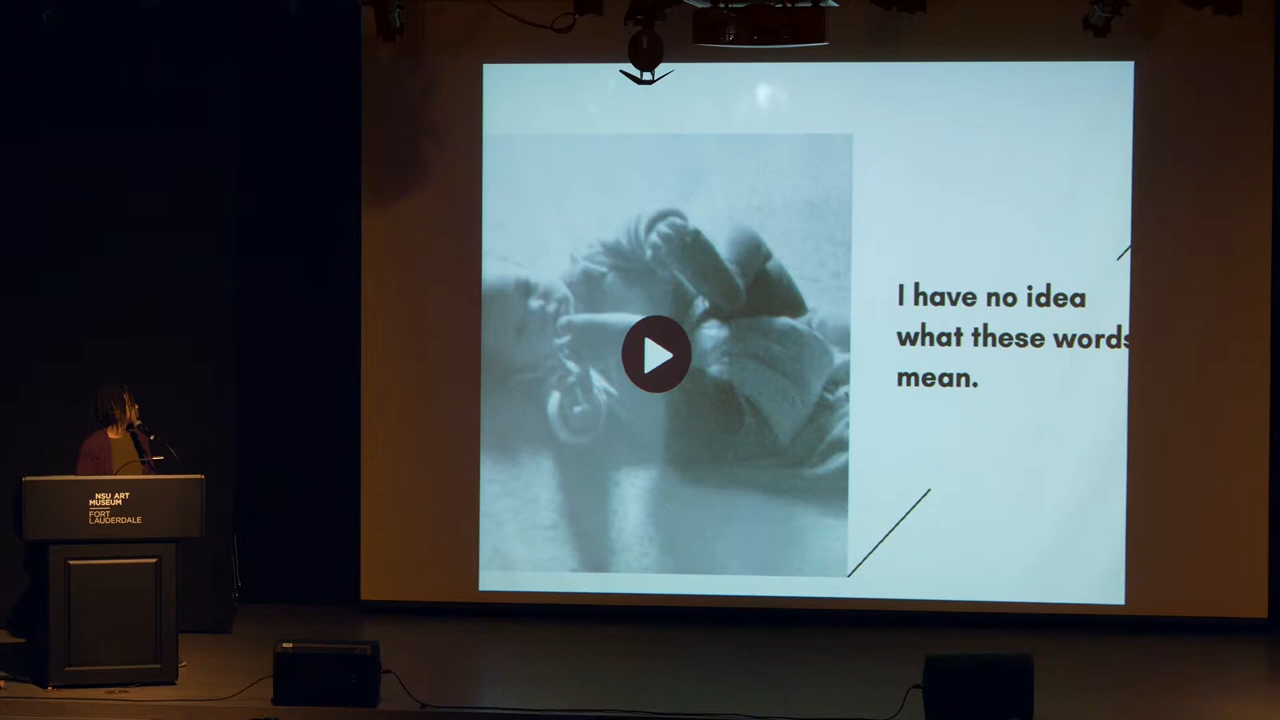 NSU ART
MUSEUM
FORT
LAUDERDALE
I have no idea
what these words
mean.